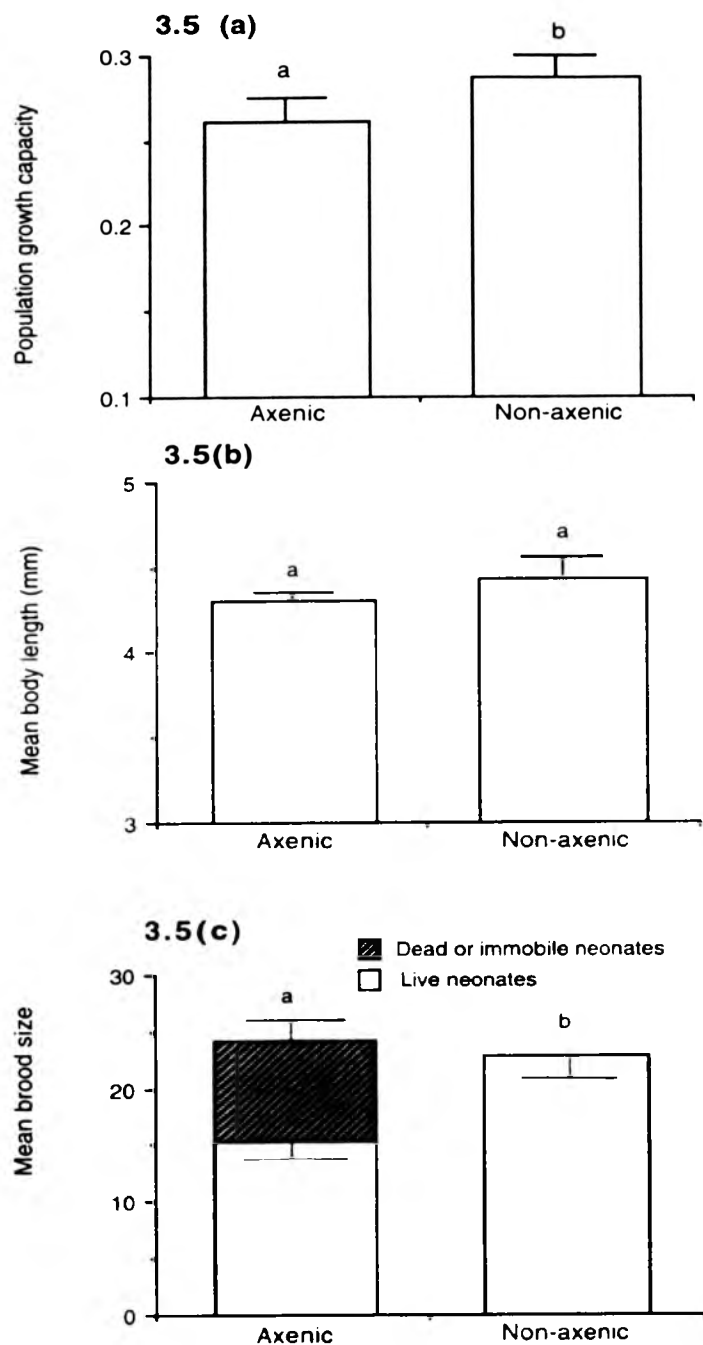 3.5 (a)
Population growth capacity
0.3
0.2
0.1
a
b
Axenic
Non-axenic
3.5(b)
Mean body length (mm)
5
4
3
a
a
Axenic
Non-axenic
3.5(c)
Dead or immobile neonates
Live neonates
Mean brood size
30
20
10
0
a
b
Axenic
Non-axenic